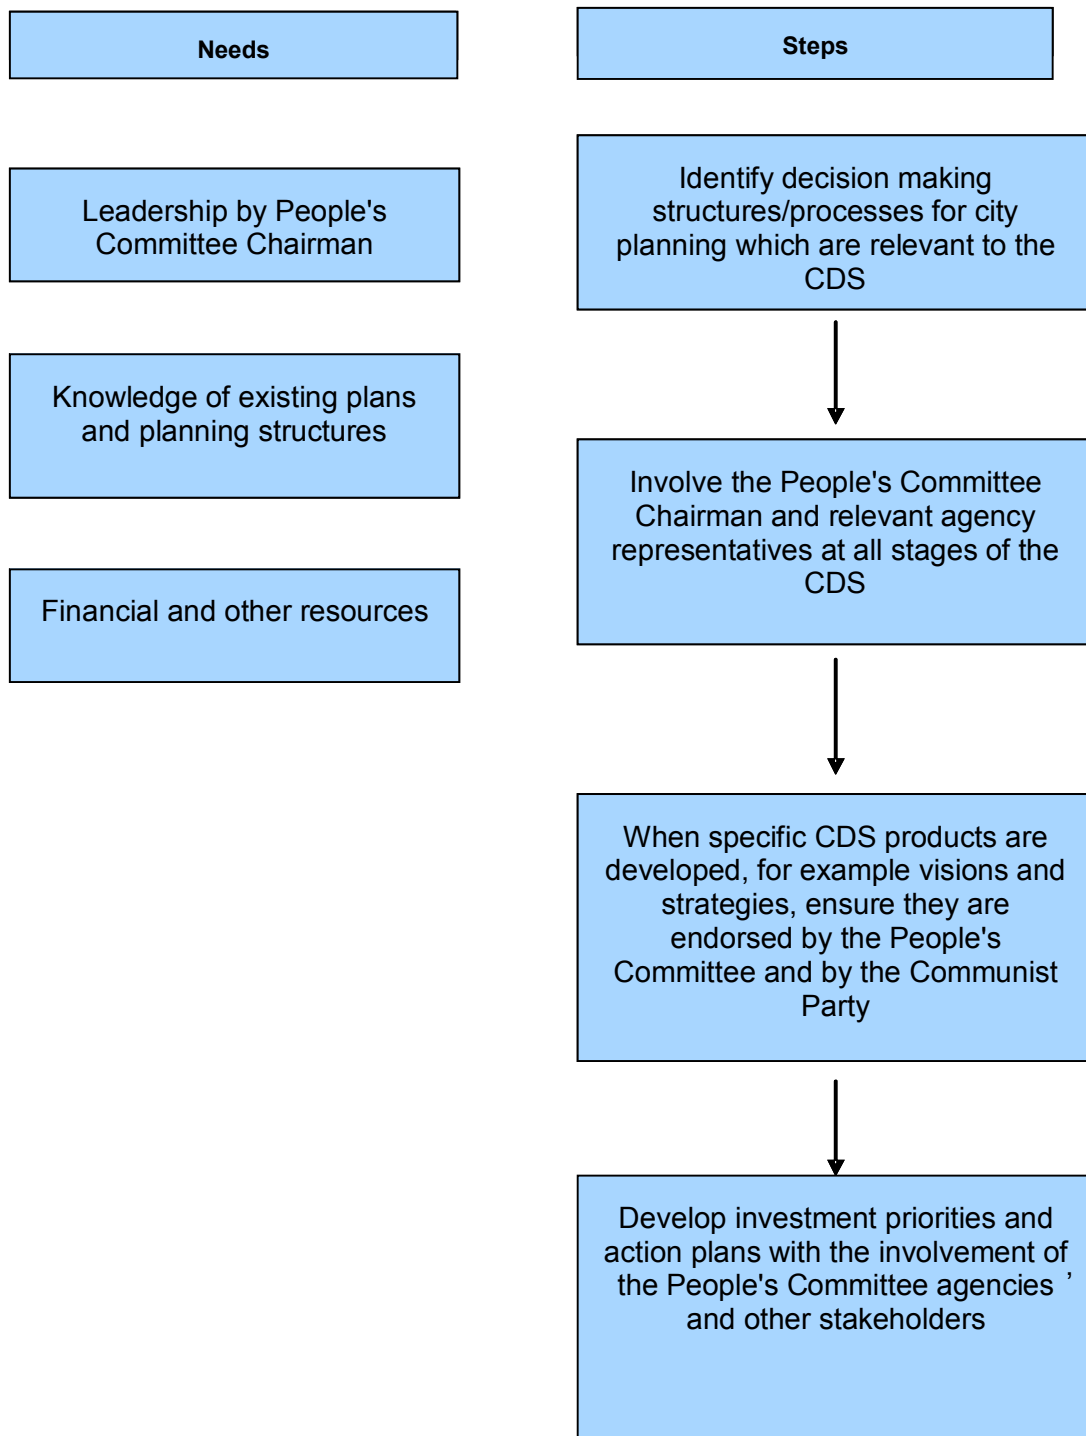 Needs
Leadership by People's
Committee Chairman
Knowledge of existing plans
and planning structures
Financial and other resources
Steps
Identify decision making
structures/processes for city
planning which are relevant to the
CDS
Involve the People's Committee
Chairman and relevant agency
representatives at all stages of the
CDS
When specific CDS products are
developed, for example visions and
strategies, ensure they are
endorsed by the People's
Committee and by the Communist
Party
Develop investment priorities and
action plans with the involvement of
the People's Committee agencies ’
and other stakeholders